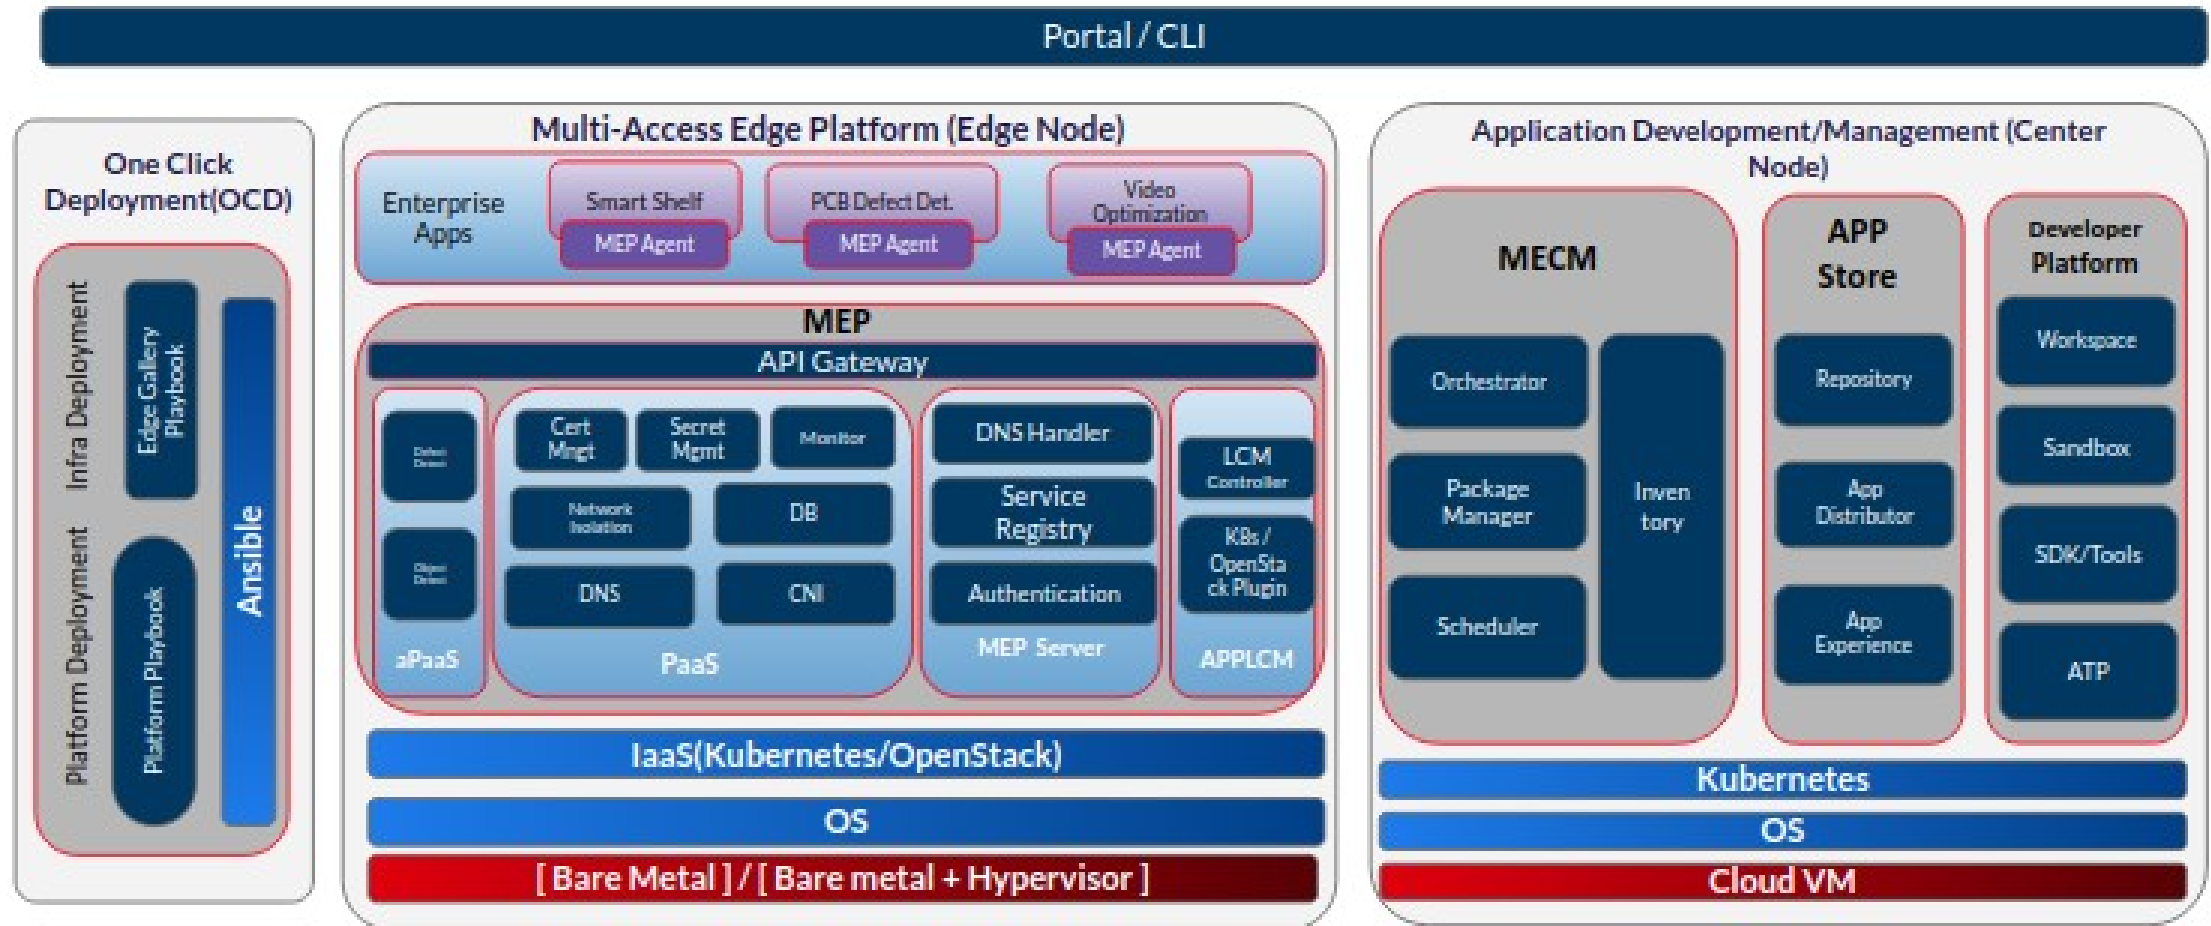 Portal / CLI
One Click
Deployment(OCD)
Infra Deployment
Edge Gallery
Playbook
Platform Deployment
Platform Playbook
Ansible
Multi-Access Edge Platform (Edge Node)
Enterprise
Apps
Smart Shelf
MEP Agent
PCB Defect Det.
MEP Agent
Video
Optimization
MEP Agent
MEP
API Gateway
Defect
Detect
Object
Detect
aPaaS
Cert
Mngt
Secret
Mgmt
Monitor
Network
Isolation
DB
DNS
CNI
PaaS
DNS Handler
Service
Registry
Authentication
MEP Server
LCM
Controller
K8s /
OpenSta
ck Plugin
APPLCM
IaaS(Kubernetes/OpenStack)
OS
[ Bare Metal ] / [ Bare metal + Hypervisor ]
Application Development/Management (Center
Node)
MECM
Orchestrator
Package
Manager
Scheduler
Inven
tory
APP
Store
Repository
App
Distributor
App
Experience
Developer
Platform
Workspace
Sandbox
SDK/Tools
ATP
Kubernetes
OS
Cloud VM